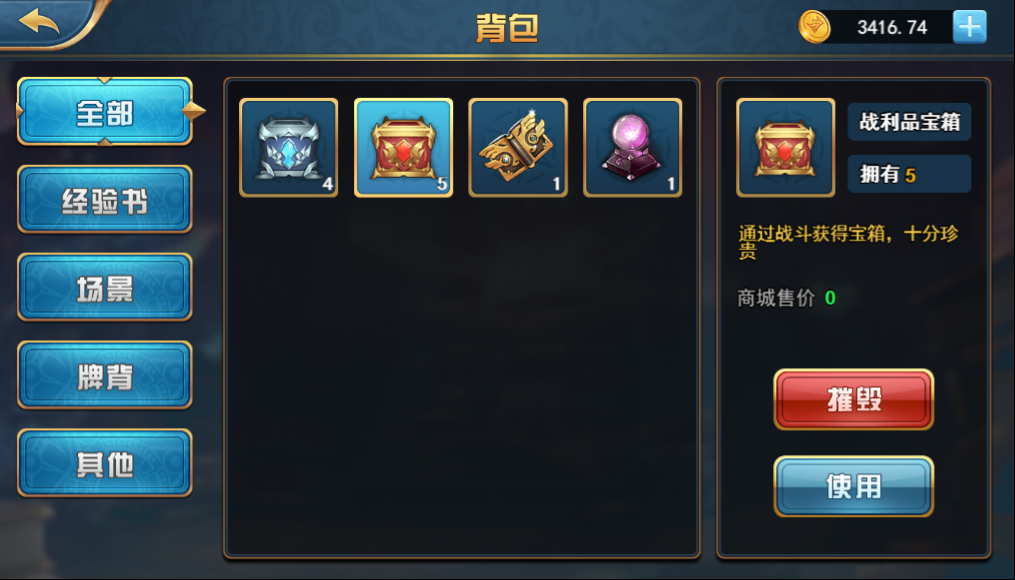 背包
3416.74
全部
经验书
场景
牌背
其他
4
5
1
1
战利品宝箱
拥有 5
通过战斗获得宝箱，十分珍
贵
商城售价 0
摧毁
使用